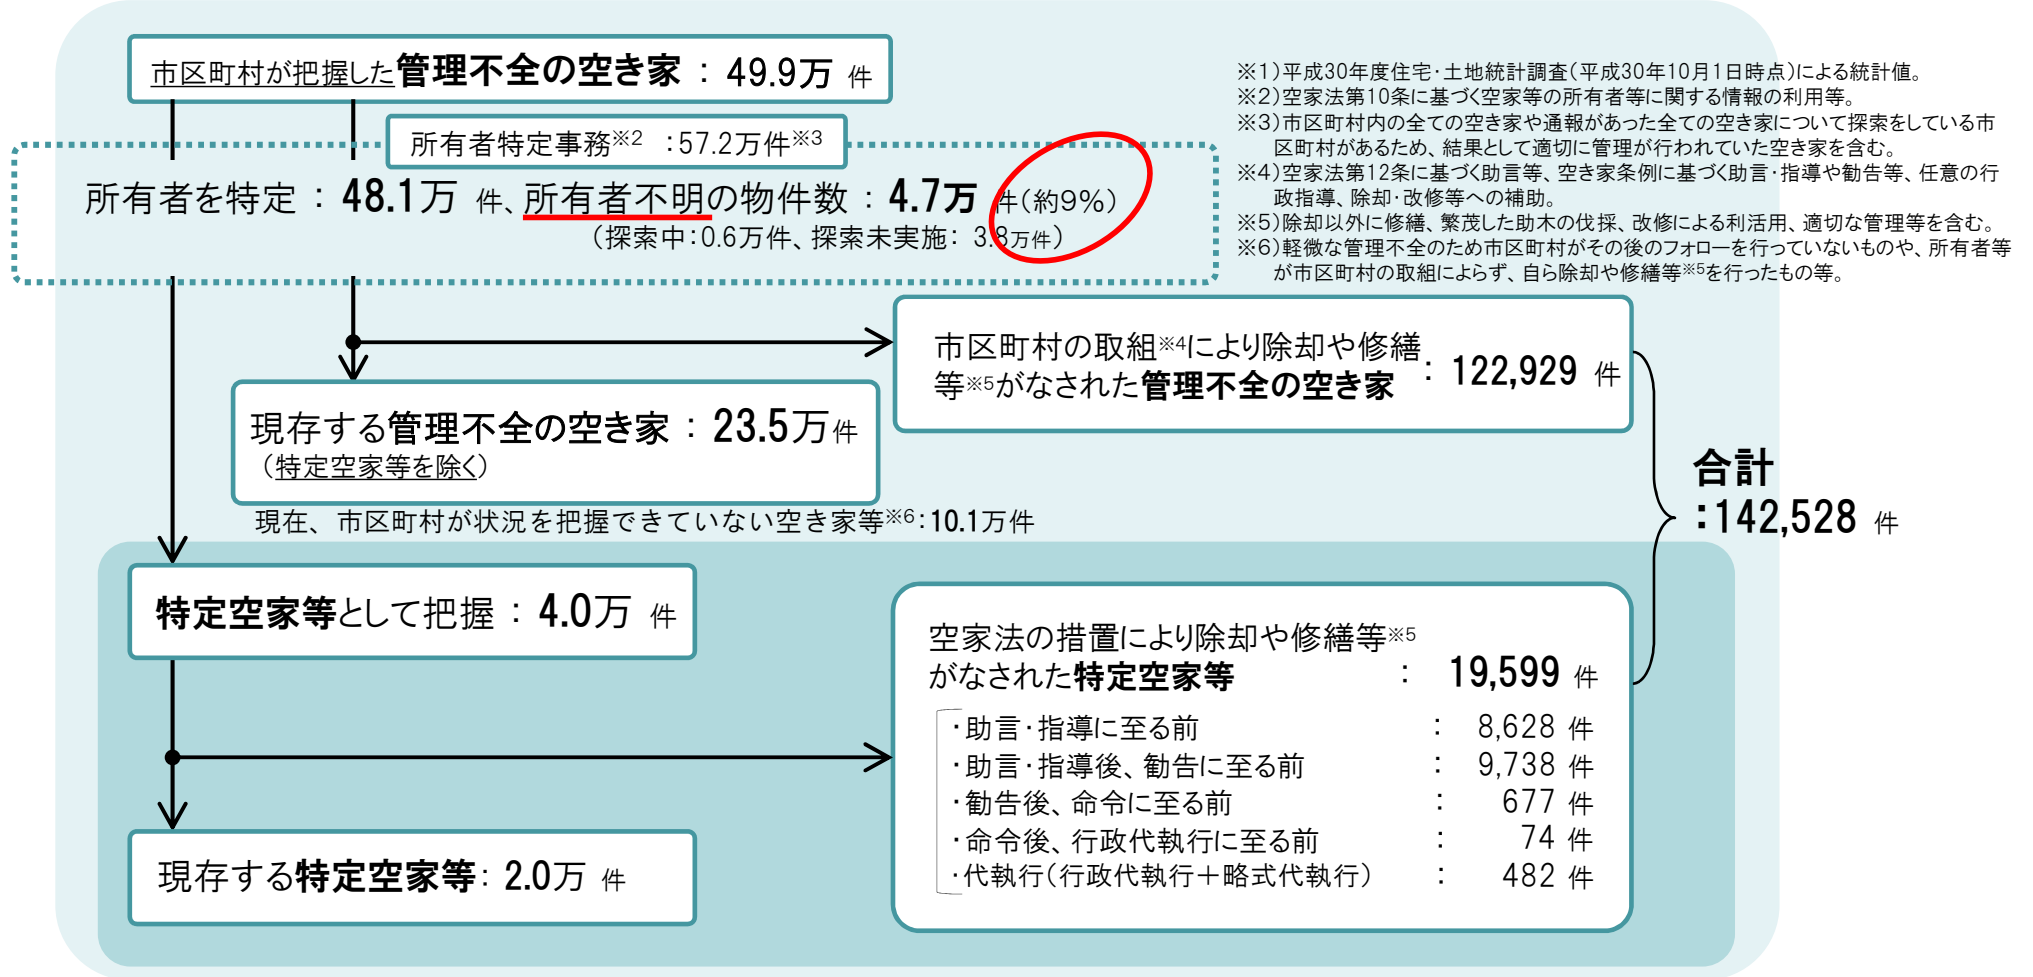 市区町村が把握した管理不全の空き家 : 49.9万 件
※1)平成30年度住宅・土地統計調査(平成30年10月1日時点)による統計値。
※2)空家法第10条に基づく空家等の所有者等に関する情報の利用等。
※3)市区町村内の全ての空き家や通報があった全ての空き家について探索をしている市
区町村があるため、結果として適切に管理が行われていた空き家を含む。
※4)空家法第12条に基づく助言等、空き家条例に基づく助言・指導や勧告等、任意の行
政指導、除却・改修等への補助。
※5)除却以外に修繕、繁茂した助木の伐採、改修による利活用、適切な管理等を含む。
※6)軽微な管理不全のため市区町村がその後のフォローを行っていないものや、所有者等
が市区町村の取組によらず、自ら除却や修繕等※5を行ったもの等。
所有者特定事務※2 :57.2万件※3
所有者を特定 : 48.1万 件、所有者不明の物件数 : 4.7万 件(約9%)
(探索中:0.6万件、探索未実施: 3.8万件)
市区町村の取組※4により除却や修繕
等※5がなされた管理不全の空き家 : 122,929 件
現存する管理不全の空き家 : 23.5万件
(特定空家等を除く)
現在、市区町村が状況を把握できていない空き家等※6:10.1万件
合計
:142,528 件
特定空家等として把握 : 4.0万 件
空家法の措置により除却や修繕等※5
がなされた特定空家等 : 19,599 件
・助言・指導に至る前 : 8,628 件
・助言・指導後、勧告に至る前 : 9,738 件
・勧告後、命令に至る前 : 677 件
・命令後、行政代執行に至る前 : 74 件
・代執行(行政代執行+略式代執行) : 482 件
現存する特定空家等: 2.0万 件